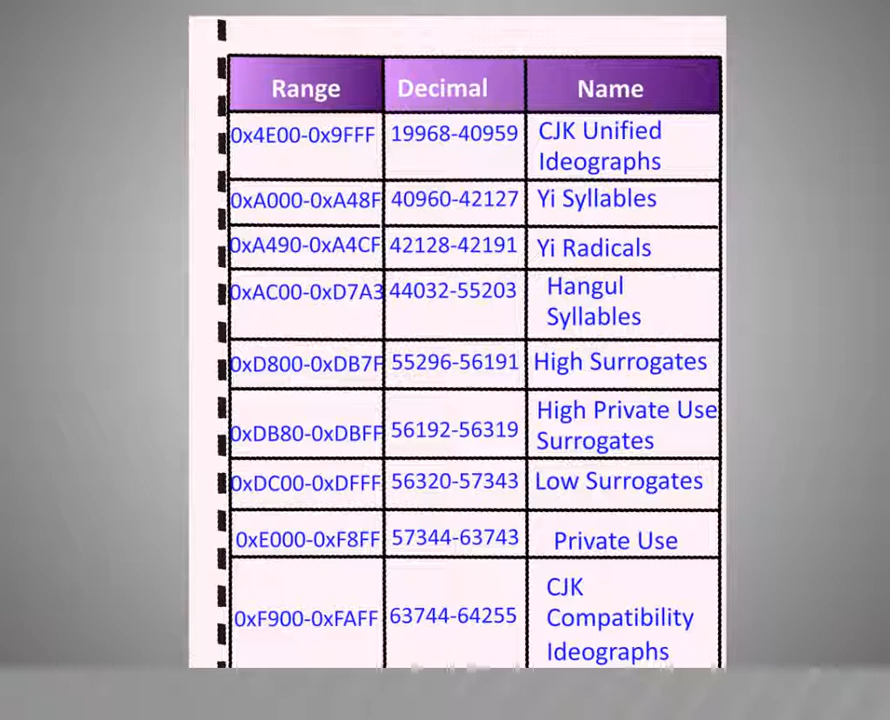 Range Decimal Name
0x4E00-0x9FFF 19968-40959 CJK Unified
Ideographs
0xA000-0xA48F 40960-42127 Yi Syllables
0xA490-0xA4CF 42128-42191 Yi Radicals
0xAC00-0xD7A3 44032-55203 Hangul
Syllables
0xD800-0xDB7F 55296-56191 High Surrogates
0xDB80-0xDBFF 56192-56319 High Private Use
Surrogates
0xDC00-0xDFFF 56320-57343 Low Surrogates
0xE000-0xF8FF 57344-63743 Private Use
0xF900-0xFAFF 63744-64255 CJK
Compatibility
Ideographs